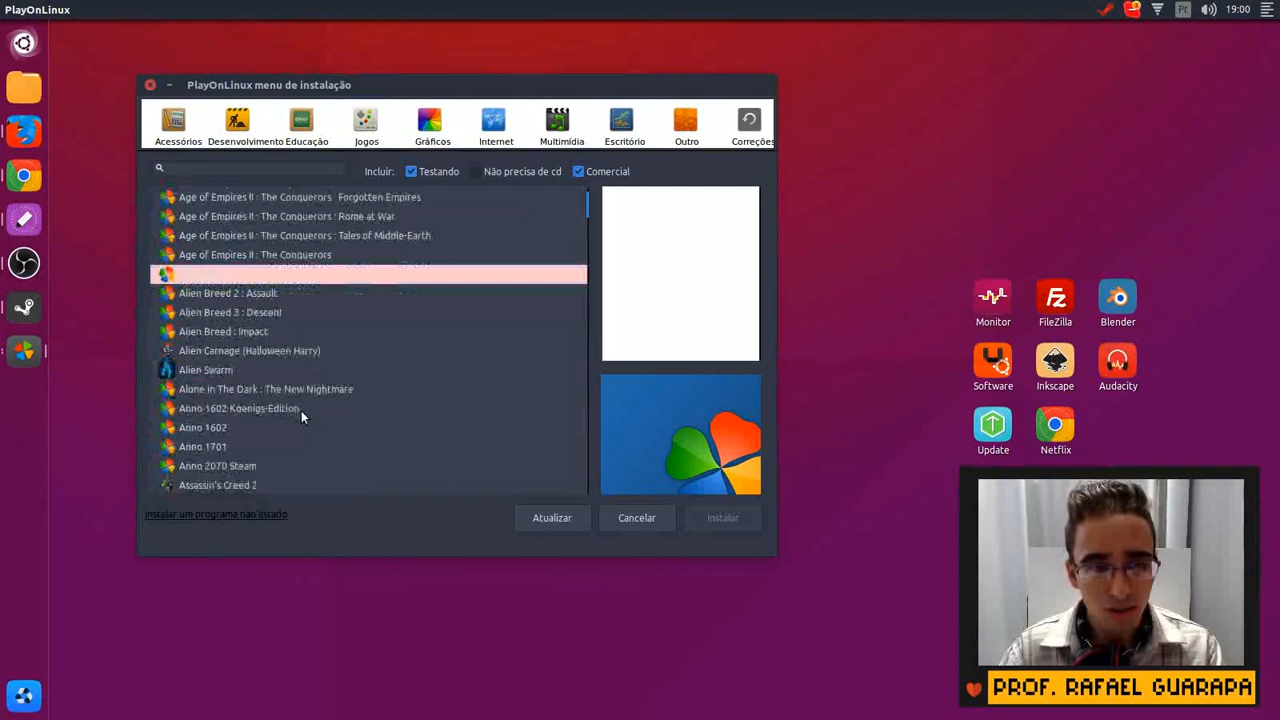 PlayOnLinux
Pt
19:00
PlayOnLinux menu de instalação
Acessórios
Desenvolvimento
Educação
Jogos
Gráficos
Internet
Multimídia
Escritório
Outro
Correções
Incluir:
Testando
Não precisa de cd
Comercial
Age of Empires II : The Conquerors Forgotten Empires
Age of Empires II : The Conquerors : Rome at War
Age of Empires II : The Conquerors : Tales of Middle-Earth
Age of Empires II : The Conquerors
Alien Breed 2 : Assault
Alien Breed 3 : Descent
Alien Breed : Impact
Alien Carnage (Halloween Harry)
Alien Swarm
Alone in The Dark : The New Nightmare
Anno 1602 Koenigs-Edition
Anno 1602
Anno 1701
Anno 2070 Steam
Assassin's Creed 2
instalar um programa não listado
Atualizar
Cancelar
Instalar
Monitor
FileZilla
Blender
Software
Inkscape
Audacity
Update
Netflix
PROF. RAFAEL GUARAPA